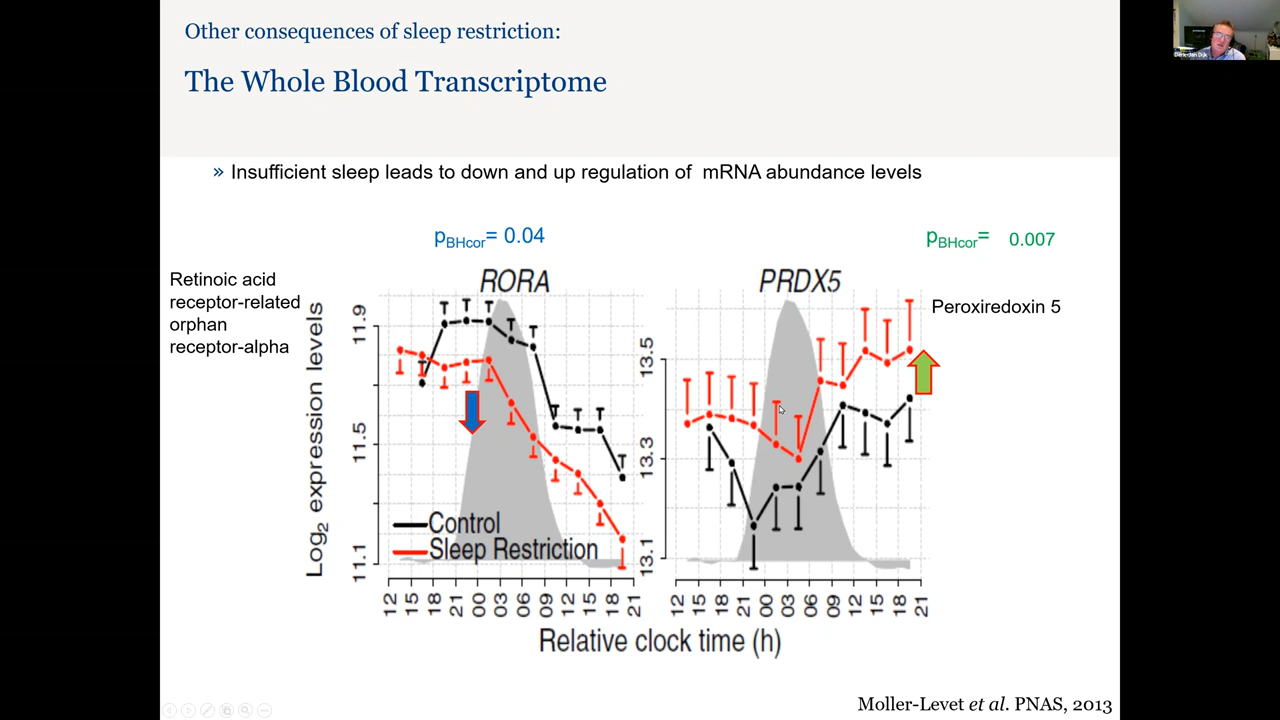 Other consequences of sleep restriction:
The Whole Blood Transcriptome
» Insufficient sleep leads to down and up regulation of mRNA abundance levels
pBHcor= 0.04
pBHcor= 0.007
Retinoic acid
receptor-related
orphan
receptor-alpha
RORA
PRDX5
Peroxiredoxin 5
Log2 expression levels
11.9
11.5
11.1
13.5
13.3
13.1
Control
Sleep Restriction
12 15 18 21 00 03 06 09 12 15 18 21
12 15 18 21 00 03 06 09 12 15 18 21
Relative clock time (h)
Moller-Levet et al. PNAS, 2013
Derk-Jan Dijk